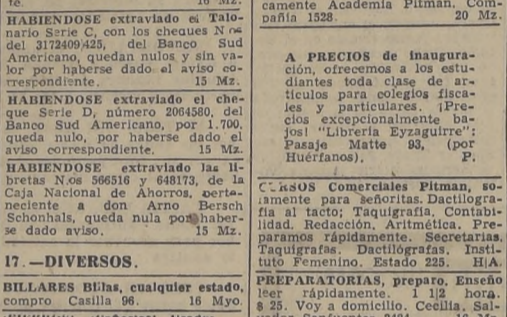 16 Mz.
HABIENDOSE extraviado el Talo-
nario Serie C, con los cheques N os
del 3172409|425, del Banco Sud
Americano, quedan nulos y sin va-
lor por haberse dado el aviso co-
rrespondiente. 15 Mz.
HABIENDOSE extraviado el che-
que Serie D, número 2064580, del
Banco Sud Americano, por 1.700.
queda nulo, por haberse dado el
aviso correspondiente. 15 Mz.
HABIENDOSE extraviado las li-
bretas N.os 566516 y 648173, de la
Caja Nacional de Ahorros, perte-
neciente a don Arno Bersch
Schonhals, queda nula por haber-
se dado aviso. 15 Mz.
17.—DIVERSOS.
BILLARES Billas, cualquier estado,
compro Casilla 96. 16 Myo.
camente Academia Pitman, Com-
pañía 1528. 20 Mz.
A PRECIOS de inaugura-
ción, ofrecemos a los estu-
diantes toda clase de ar-
tículos para colegios fisca-
les y particulares. ¡Pre-
cios excepcionalmente ba-
jos! "Librería Eyzaguirre":
Pasaje Matte 93, (por
Huérfanos). P.
CURSOS Comerciales Pitman, so-
lamente para señoritas. Dactilogra-
fía al tacto; Taquigrafía, Contabi-
lidad. Redacción, Aritmética. Pre-
paramos rápidamente. Secretarias,
Taquígrafas. Dactilógrafas. Insti-
tuto Femenino. Estado 225. H|A.
PREPARATORIAS, preparo. Enseño
leer rápidamente. 1 1|2 hora,
$ 25. Voy a domicilio. Cecilia, Sal-